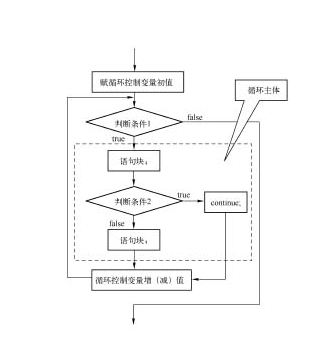 赋循环控制变量初值
循环主体
判断条件1
false
true
语句块;
判断条件2
true
continue;
false
语句块;
循环控制变量增（减）值